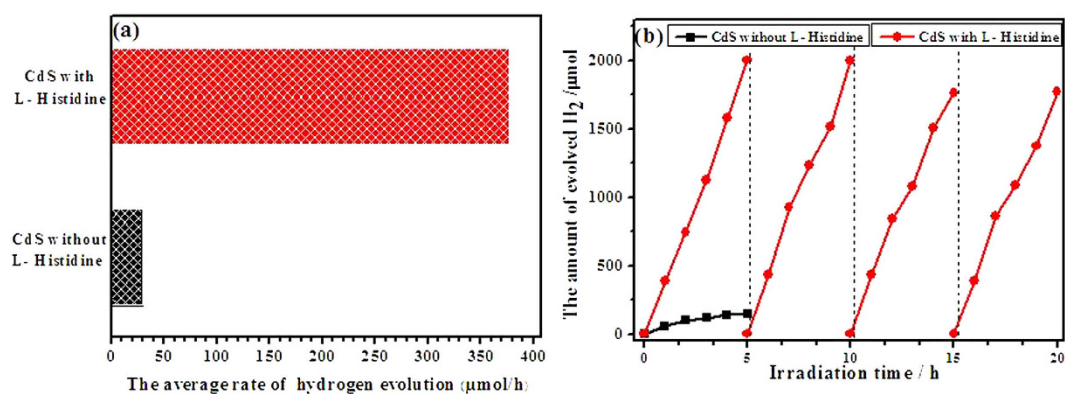 (a)
CdS with
L- Histidine
CdS without
L- Histidine
0 50 100 150 200 250 300 350 400
The average rate of hydrogen evolution (μmol/h)
(b)
CdS without L- Histidine CdS with L- Histidine
The amount of evolved H2 /μmol
2000
1500
1000
500
0
0 5 10 15 20
Irradiation time / h